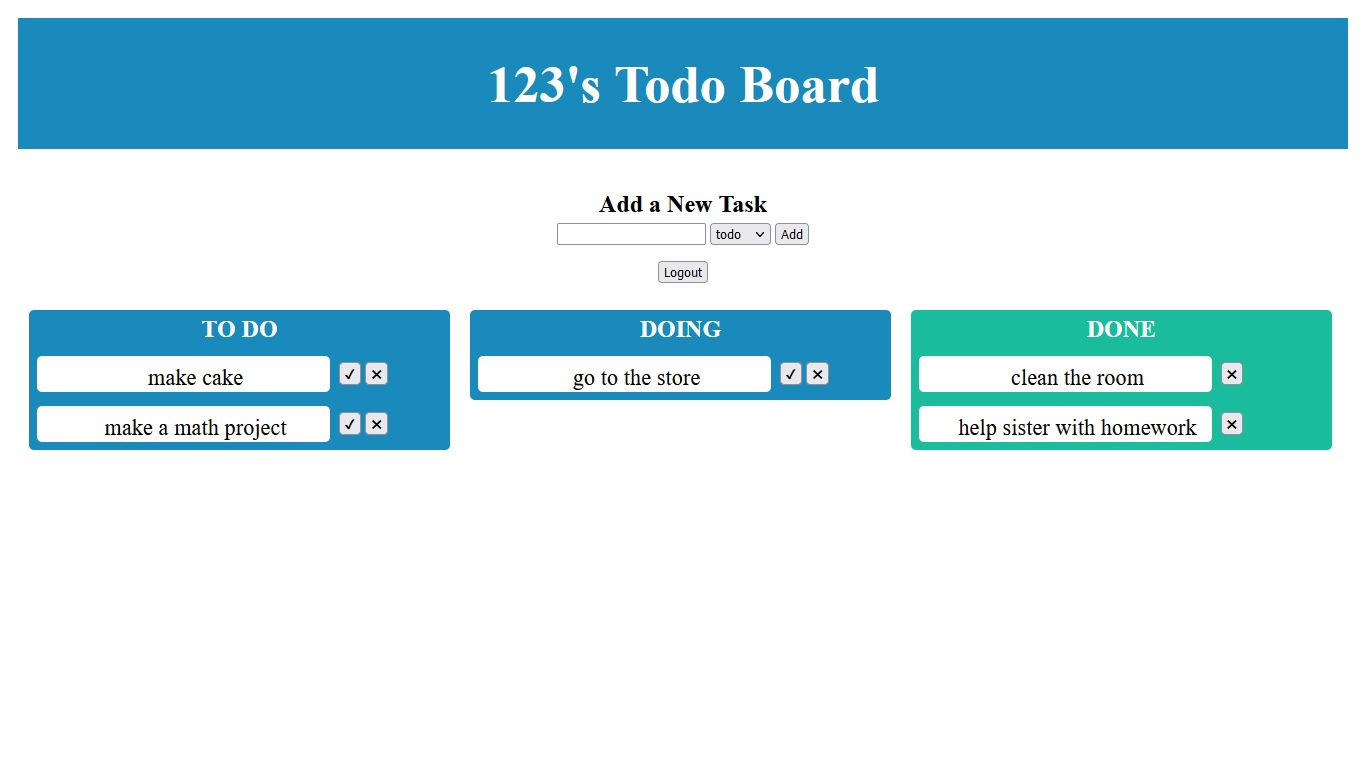 123's Todo Board
Add a New Task
todo Add
Logout
TO DO
make cake
make a math project
DOING
go to the store
DONE
clean the room
help sister with homework